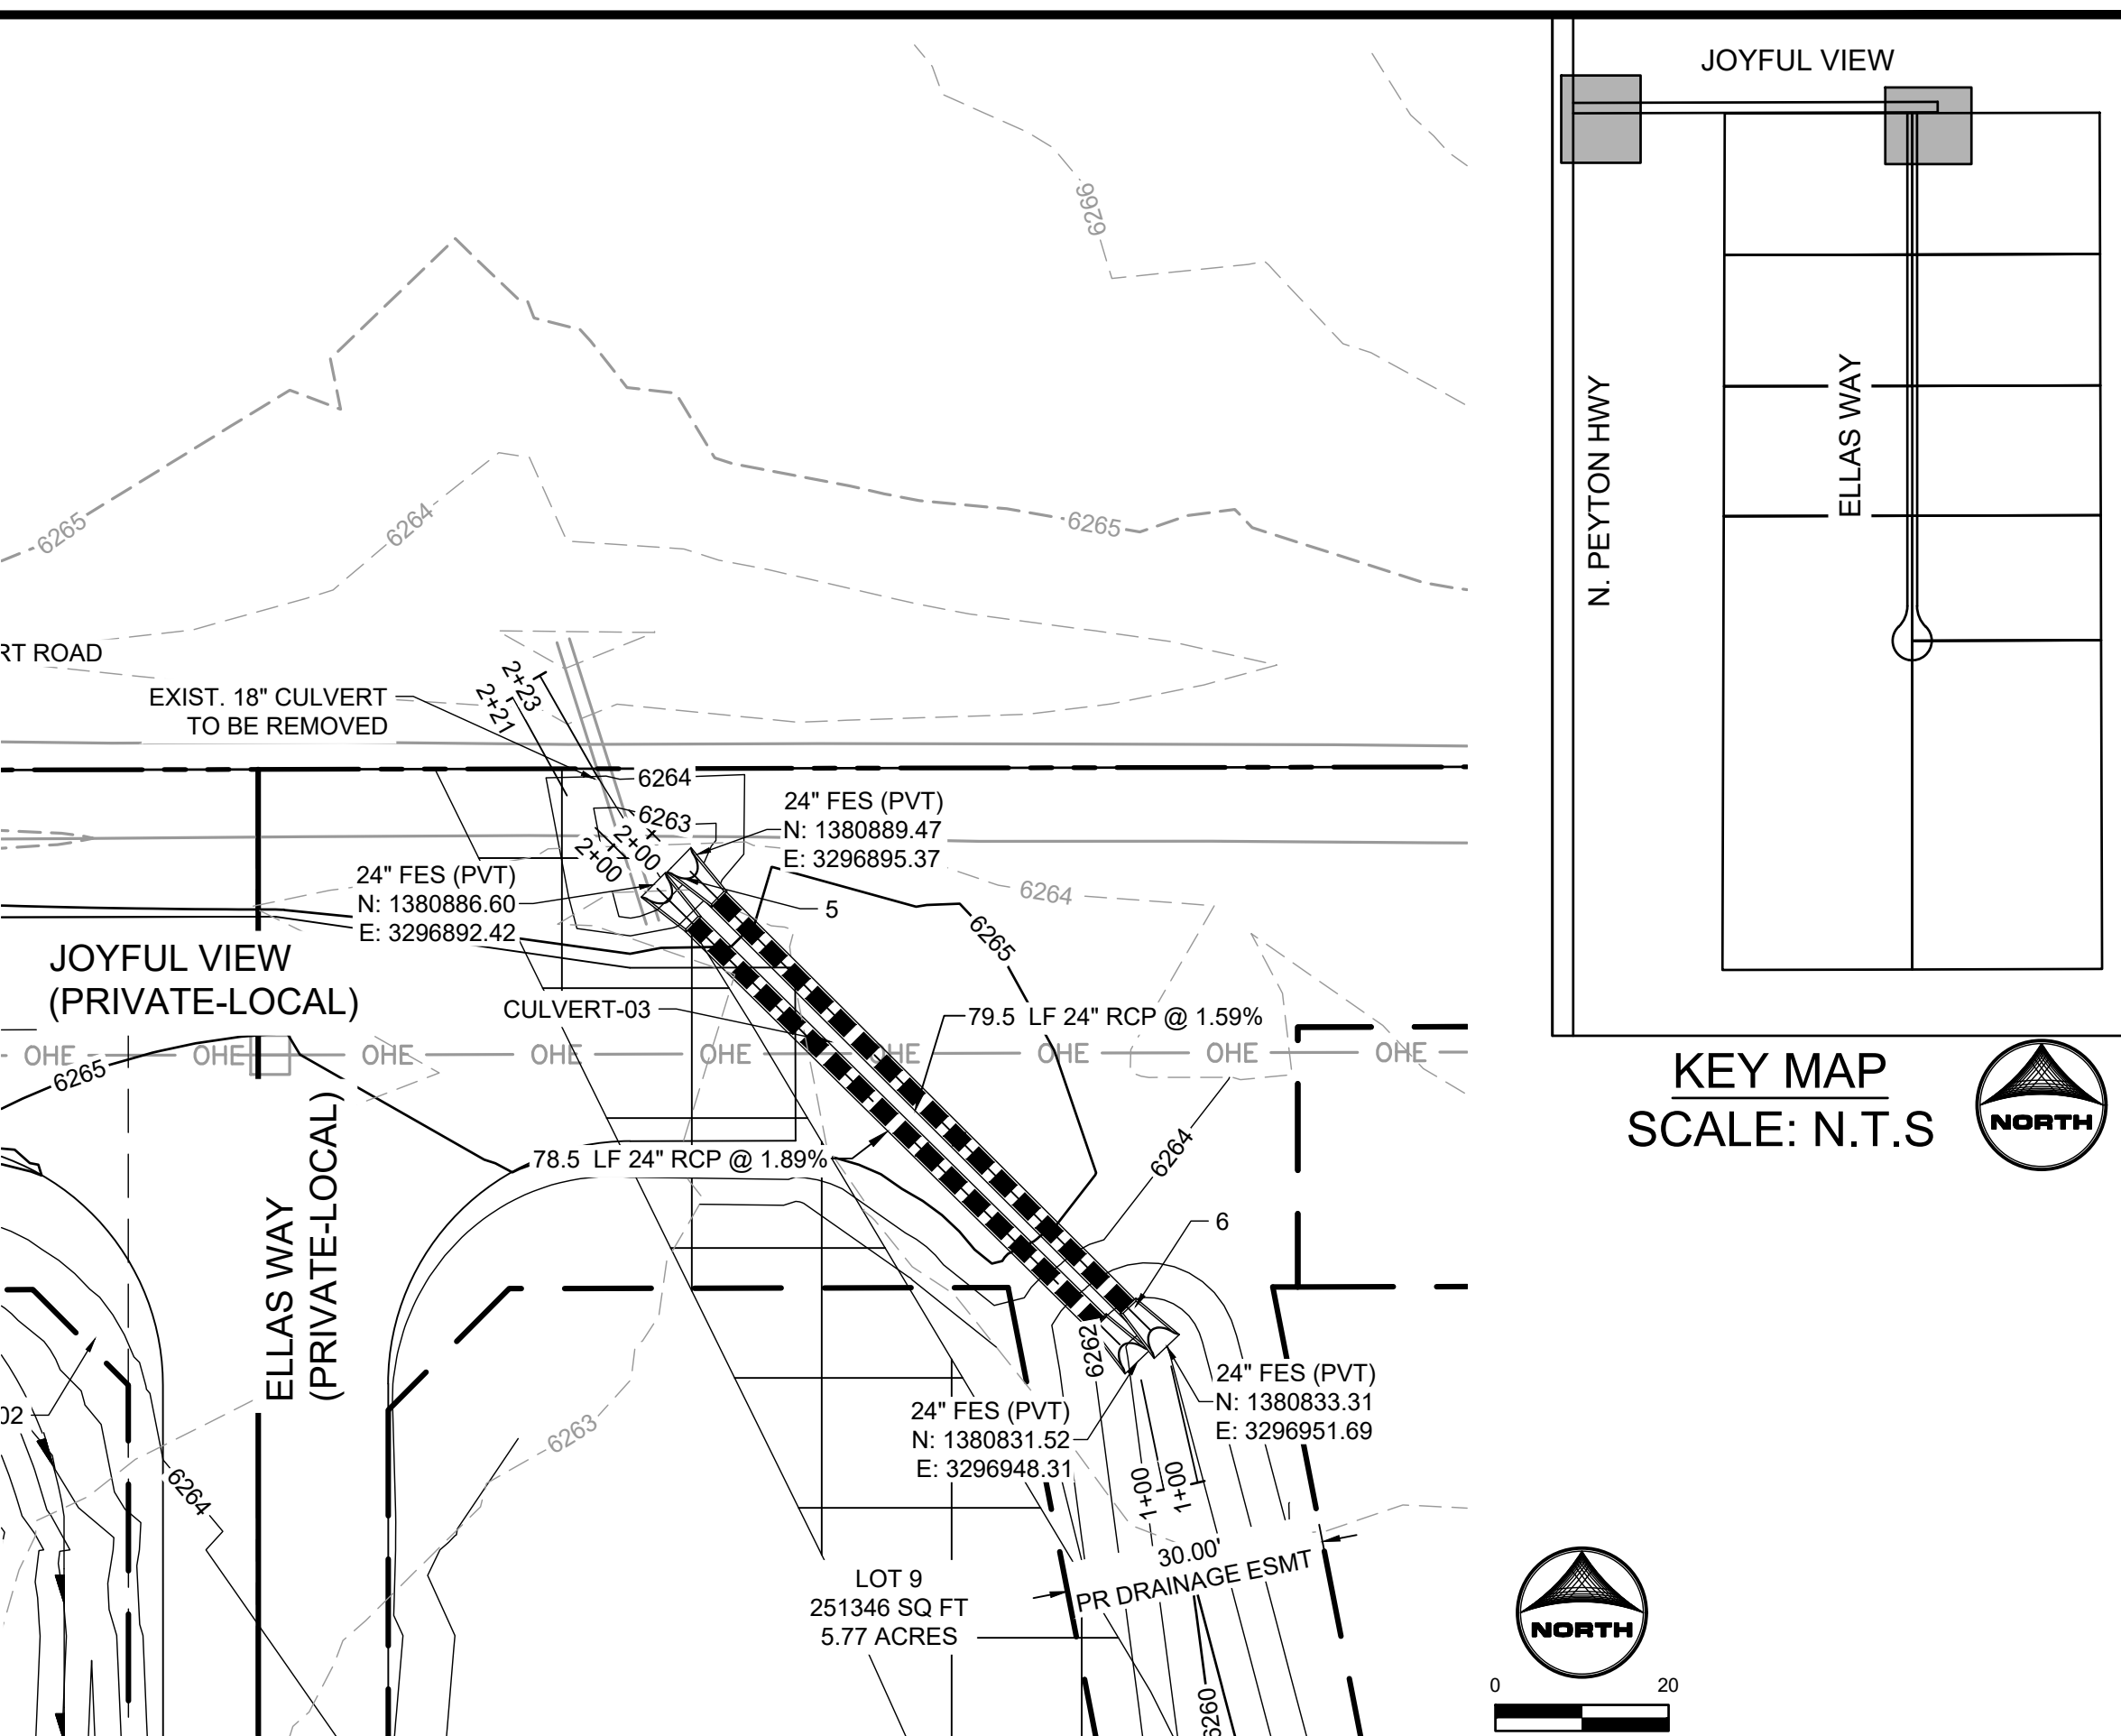 JOYFUL VIEW
N. PEYTON HWY
ELLAS WAY
KEY MAP
SCALE: N.T.S
NORTH
6266
6265
6264
6265
RT ROAD
EXIST. 18" CULVERT
TO BE REMOVED
2+23
2+21
6264
6263
2+00
2+00
24" FES (PVT)
N: 1380889.47
E: 3296895.37
24" FES (PVT)
N: 1380886.60
E: 3296892.42
5
6264
6265
JOYFUL VIEW
(PRIVATE-LOCAL)
CULVERT-03
79.5 LF 24" RCP @ 1.59%
OHE OHE OHE OHE OHE OHE OHE OHE OHE
6265
78.5 LF 24" RCP @ 1.89%
6264
6
ELLAS WAY
(PRIVATE-LOCAL)
6262
24" FES (PVT)
N: 1380833.31
E: 3296951.69
24" FES (PVT)
N: 1380831.52
E: 3296948.31
02
6263
6264
1+00
1+00
30.00'
PR DRAINAGE ESMT
LOT 9
251346 SQ FT
5.77 ACRES
6260
NORTH
0 20